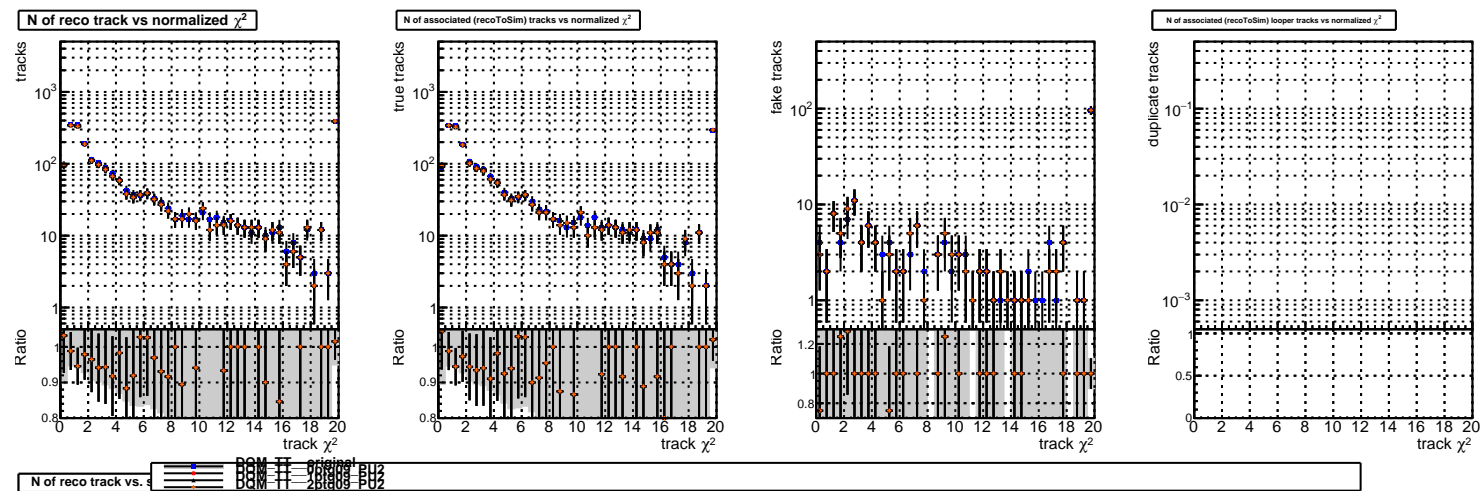 N of reco track vs normalized χ²
tracks
10³
10²
10
1
Ratio
1
0.9
0.8
0 2 4 6 8 10 12 14 16 18 20
track χ²
N of associated (recoToSim) tracks vs normalized χ²
true tracks
10³
10²
10
1
Ratio
1
0.9
0.8
0 2 4 6 8 10 12 14 16 18 20
track χ²
fake tracks
10²
10
1
Ratio
1.2
1
0.8
0 2 4 6 8 10 12 14 16 18 20
track χ²
N of associated (recoToSim) looper tracks vs normalized χ²
duplicate tracks
10⁻¹
10⁻²
10⁻³
Ratio
1
0.5
0
0 2 4 6 8 10 12 14 16 18 20
track χ²
N of reco track vs.
DQM_TT_original
DQM_TT_0ptq09_PU2
DQM_TT_1ptq09_PU2
DQM_TT_2ptq09_PU2